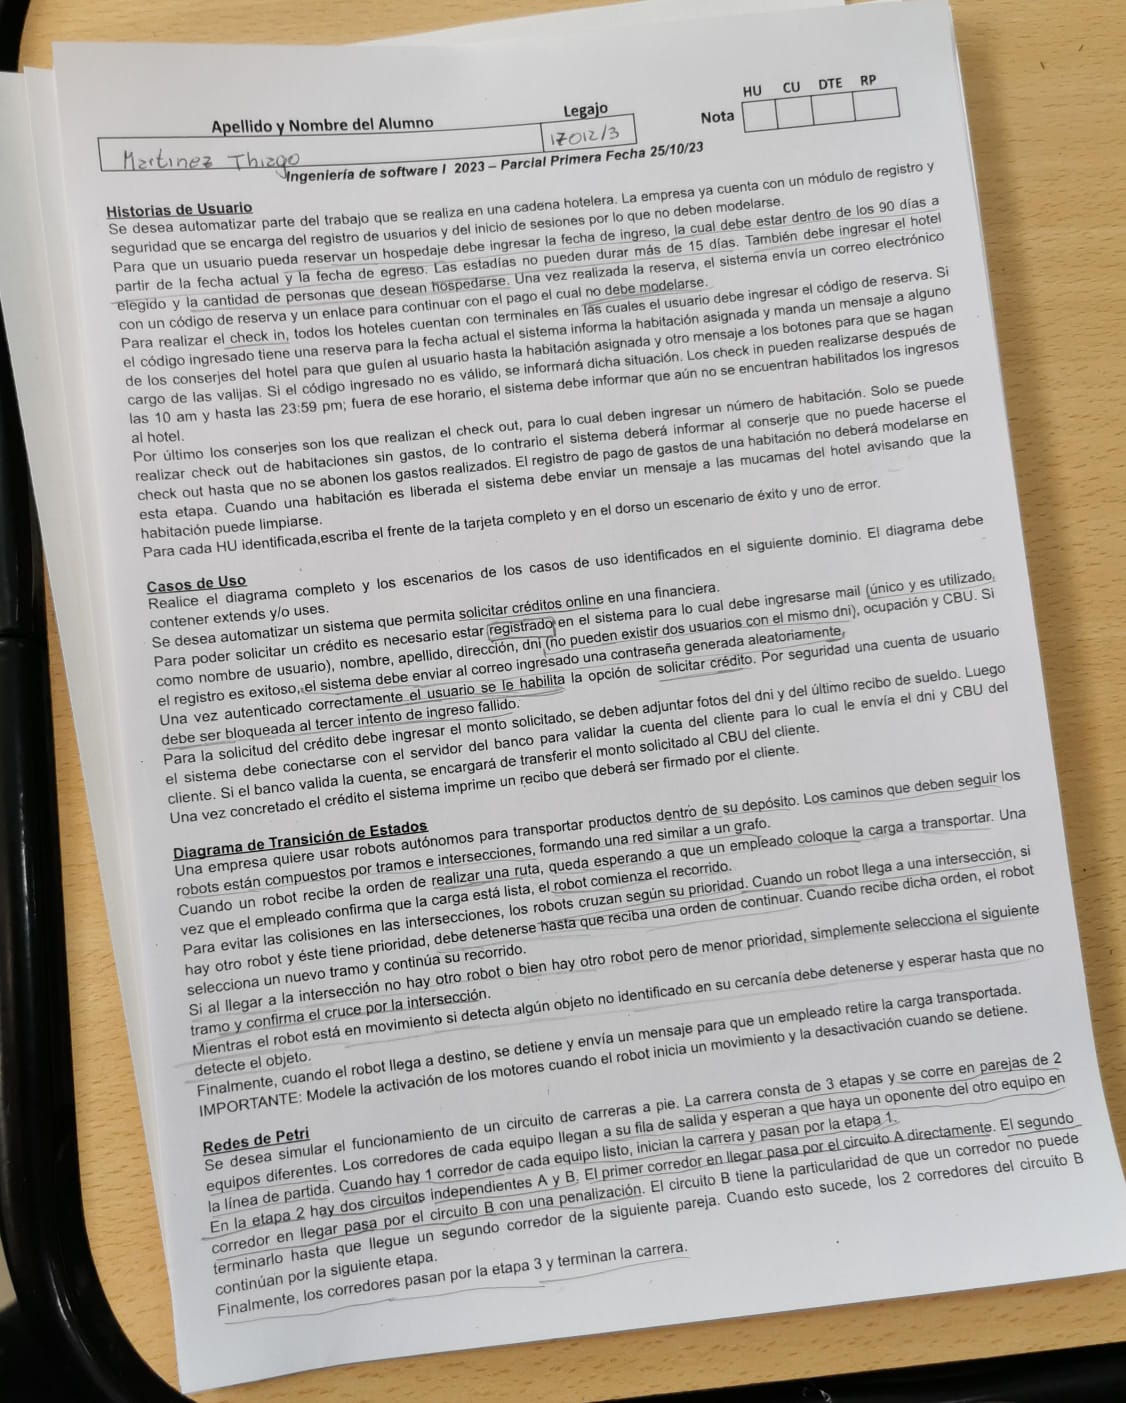 HU CU DTE RP
Apellido y Nombre del Alumno Legajo Nota
Martinez Thiago 17012/3
Ingeniería de software I 2023 – Parcial Primera Fecha 25/10/23
Historias de Usuario
Se desea automatizar parte del trabajo que se realiza en una cadena hotelera. La empresa ya cuenta con un módulo de registro y
seguridad que se encarga del registro de usuarios y del inicio de sesiones por lo que no deben modelarse.
Para que un usuario pueda reservar un hospedaje debe ingresar la fecha de ingreso, la cual debe estar dentro de los 90 días a
partir de la fecha actual y la fecha de egreso. Las estadías no pueden durar más de 15 días. También debe ingresar el hotel
elegido y la cantidad de personas que desean hospedarse. Una vez realizada la reserva, el sistema envía un correo electrónico
con un código de reserva y un enlace para continuar con el pago el cual no debe modelarse.
Para realizar el check in, todos los hoteles cuentan con terminales en las cuales el usuario debe ingresar el código de reserva. Si
el código ingresado tiene una reserva para la fecha actual el sistema informa la habitación asignada y manda un mensaje a alguno
de los conserjes del hotel para que guíen al usuario hasta la habitación asignada y otro mensaje a los botones para que se hagan
cargo de las valijas. Si el código ingresado no es válido, se informará dicha situación. Los check in pueden realizarse después de
las 10 am y hasta las 23:59 pm; fuera de ese horario, el sistema debe informar que aún no se encuentran habilitados los ingresos
al hotel.
Por último los conserjes son los que realizan el check out, para lo cual deben ingresar un número de habitación. Solo se puede
realizar check out de habitaciones sin gastos, de lo contrario el sistema deberá informar al conserje que no puede hacerse el
check out hasta que no se abonen los gastos realizados. El registro de pago de gastos de una habitación no deberá modelarse en
esta etapa. Cuando una habitación es liberada el sistema debe enviar un mensaje a las mucamas del hotel avisando que la
habitación puede limpiarse.
Para cada HU identificada,escriba el frente de la tarjeta completo y en el dorso un escenario de éxito y uno de error.
Casos de Uso
Realice el diagrama completo y los escenarios de los casos de uso identificados en el siguiente dominio. El diagrama debe
contener extends y/o uses.
Se desea automatizar un sistema que permita solicitar créditos online en una financiera.
Para poder solicitar un crédito es necesario estar registrado en el sistema para lo cual debe ingresarse mail (único y es utilizado
como nombre de usuario), nombre, apellido, dirección, dni (no pueden existir dos usuarios con el mismo dni), ocupación y CBU. Si
el registro es exitoso, el sistema debe enviar al correo ingresado una contraseña generada aleatoriamente.
Una vez autenticado correctamente el usuario se le habilita la opción de solicitar crédito. Por seguridad una cuenta de usuario
debe ser bloqueada al tercer intento de ingreso fallido.
Para la solicitud del crédito debe ingresar el monto solicitado, se deben adjuntar fotos del dni y del último recibo de sueldo. Luego
el sistema debe conectarse con el servidor del banco para validar la cuenta del cliente para lo cual le envía el dni y CBU del
cliente. Si el banco valida la cuenta, se encargará de transferir el monto solicitado al CBU del cliente.
Una vez concretado el crédito el sistema imprime un recibo que deberá ser firmado por el cliente.
Diagrama de Transición de Estados
Una empresa quiere usar robots autónomos para transportar productos dentro de su depósito. Los caminos que deben seguir los
robots están compuestos por tramos e intersecciones, formando una red similar a un grafo.
Cuando un robot recibe la orden de realizar una ruta, queda esperando a que un empleado coloque la carga a transportar. Una
vez que el empleado confirma que la carga está lista, el robot comienza el recorrido.
Para evitar las colisiones en las intersecciones, los robots cruzan según su prioridad. Cuando un robot llega a una intersección, si
hay otro robot y éste tiene prioridad, debe detenerse hasta que reciba una orden de continuar. Cuando recibe dicha orden, el robot
selecciona un nuevo tramo y continúa su recorrido.
Si al llegar a la intersección no hay otro robot o bien hay otro robot pero de menor prioridad, simplemente selecciona el siguiente
tramo y confirma el cruce por la intersección.
Mientras el robot está en movimiento si detecta algún objeto no identificado en su cercanía debe detenerse y esperar hasta que no
detecte el objeto.
Finalmente, cuando el robot llega a destino, se detiene y envía un mensaje para que un empleado retire la carga transportada.
IMPORTANTE: Modele la activación de los motores cuando el robot inicia un movimiento y la desactivación cuando se detiene.
Redes de Petri
Se desea simular el funcionamiento de un circuito de carreras a pie. La carrera consta de 3 etapas y se corre en parejas de 2
equipos diferentes. Los corredores de cada equipo llegan a su fila de salida y esperan a que haya un oponente del otro equipo en
la línea de partida. Cuando hay 1 corredor de cada equipo listo, inician la carrera y pasan por la etapa 1.
En la etapa 2 hay dos circuitos independientes A y B. El primer corredor en llegar pasa por el circuito A directamente. El segundo
corredor en llegar pasa por el circuito B con una penalización. El circuito B tiene la particularidad de que un corredor no puede
terminarlo hasta que llegue un segundo corredor de la siguiente pareja. Cuando esto sucede, los 2 corredores del circuito B
continúan por la siguiente etapa.
Finalmente, los corredores pasan por la etapa 3 y terminan la carrera.